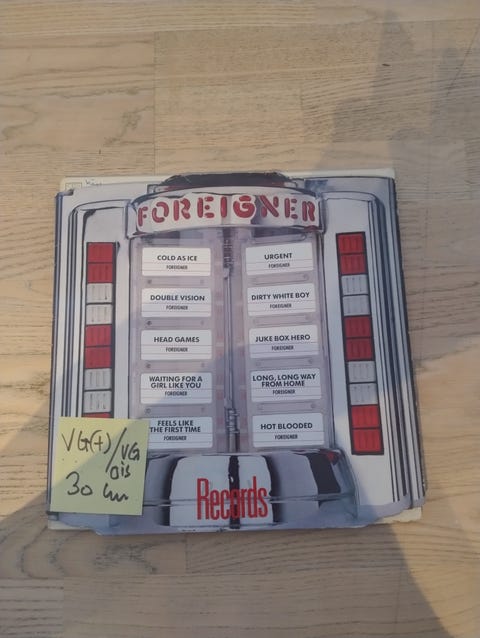 FOREIGNER
COLD AS ICE
FOREIGNER
DOUBLE VISION
FOREIGNER
HEAD GAMES
FOREIGNER
WAITING FOR A
GIRL LIKE YOU
FOREIGNER
FEELS LIKE
THE FIRST TIME
FOREIGNER
URGENT
FOREIGNER
DIRTY WHITE BOY
FOREIGNER
JUKE BOX HERO
FOREIGNER
LONG, LONG WAY
FROM HOME
FOREIGNER
HOT BLOODED
FOREIGNER
Records
VG(+)/VG
OIS
30